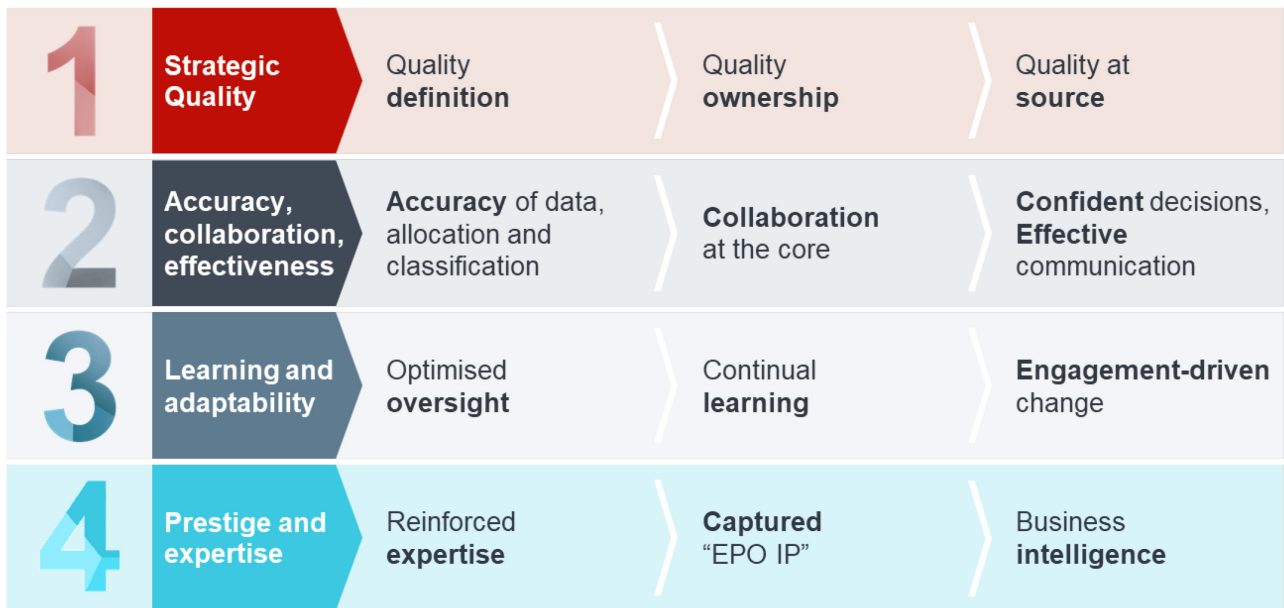 1
Strategic
Quality
Quality
definition
Quality
ownership
Quality at
source
2
Accuracy,
collaboration,
effectiveness
Accuracy of data,
allocation and
classification
Collaboration
at the core
Confident decisions,
Effective
communication
3
Learning and
adaptability
Optimised
oversight
Continual
learning
Engagement-driven
change
4
Prestige and
expertise
Reinforced
expertise
Captured
“EPO IP”
Business
intelligence